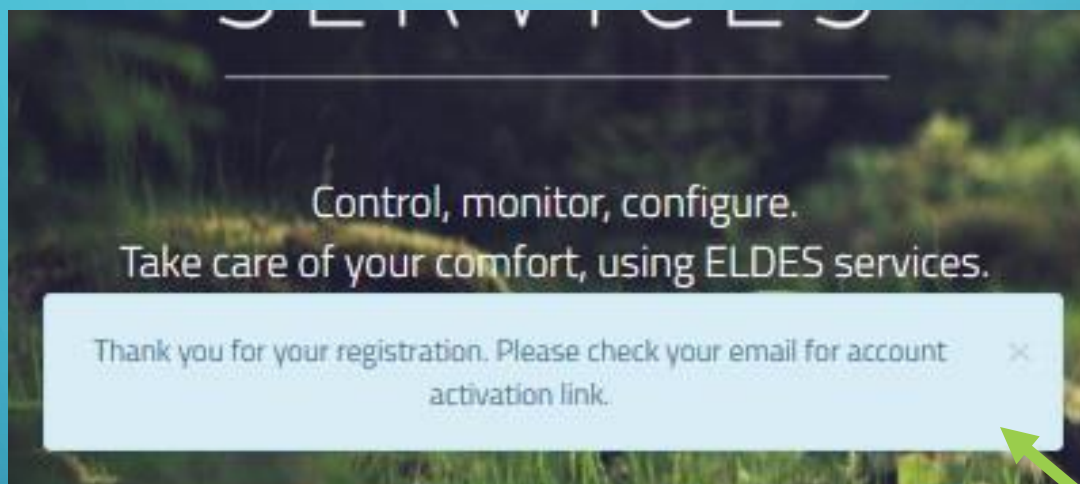 SERVICES
Control, monitor, configure.
Take care of your comfort, using ELDES services.
Thank you for your registration. Please check your email for account
activation link.